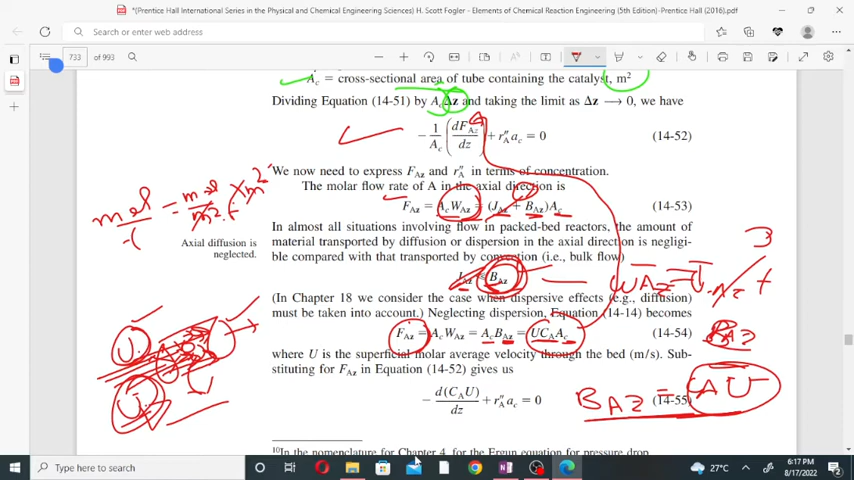 *(Prentice Hall International Series in the Physical and Chemical Engineering Sciences) H. Scott Fogler - Elements of Chemical Reaction Engineering (5th Edition)-Prentice Hall (2016).pdf
733 of 993
A_c = cross-sectional area of tube containing the catalyst, m²
Dividing Equation (14-51) by A_cΔz and taking the limit as Δz ⟶ 0, we have
- 1/A_c (dF_Az/dz) + r″_A a_c = 0 (14-52)
We now need to express F_Az and r″_A in terms of concentration.
The molar flow rate of A in the axial direction is
F_Az = A_c W_Az = (J_Az + B_Az)A_c (14-53)
mol/t = mol/m² t × m²
In almost all situations involving flow in packed-bed reactors, the amount of
Axial diffusion is
neglected.
material transported by diffusion or dispersion in the axial direction is negligi-
ble compared with that transported by convection (i.e., bulk flow)
J_Az ≪ B_Az
(In Chapter 18 we consider the case when dispersive effects (e.g., diffusion)
must be taken into account.) Neglecting dispersion, Equation (14-14) becomes
F_Az = A_c W_Az = A_c B_Az = UC_A A_c (14-54)
BAz
where U is the superficial molar average velocity through the bed (m/s). Sub-
stituting for F_Az in Equation (14-52) gives us
- d(C_A U)/dz + r″_A a_c = 0 (14-55)
BAz = CAU
¹⁰In the nomenclature for Chapter 4, for the Ergun equation for pressure drop.
Type here to search
27°C
6:17 PM
8/17/2022